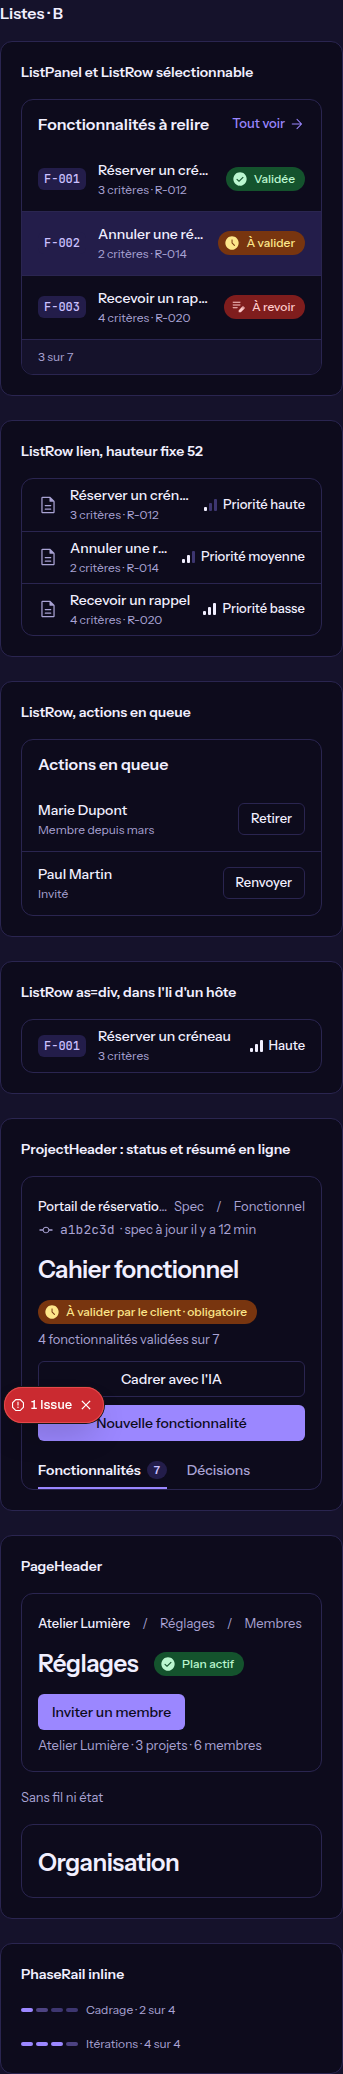 Listes · B
ListPanel et ListRow sélectionnable
Fonctionnalités à relire Tout voir →
F-001 Réserver un cré… Validée
3 critères · R-012
F-002 Annuler une ré… À valider
2 critères · R-014
F-003 Recevoir un rap… À revoir
4 critères · R-020
3 sur 7
ListRow lien, hauteur fixe 52
Réserver un crén… Priorité haute
3 critères · R-012
Annuler une r… Priorité moyenne
2 critères · R-014
Recevoir un rappel Priorité basse
4 critères · R-020
ListRow, actions en queue
Actions en queue
Marie Dupont Retirer
Membre depuis mars
Paul Martin Renvoyer
Invité
ListRow as=div, dans l'li d'un hôte
F-001 Réserver un créneau Haute
3 critères
ProjectHeader : status et résumé en ligne
Portail de réservatio… Spec / Fonctionnel
a1b2c3d · spec à jour il y a 12 min
Cahier fonctionnel
À valider par le client · obligatoire
4 fonctionnalités validées sur 7
Cadrer avec l'IA
1 Issue ×
Nouvelle fonctionnalité
Fonctionnalités 7 Décisions
PageHeader
Atelier Lumière / Réglages / Membres
Réglages Plan actif
Inviter un membre
Atelier Lumière · 3 projets · 6 membres
Sans fil ni état
Organisation
PhaseRail inline
Cadrage · 2 sur 4
Itérations · 4 sur 4